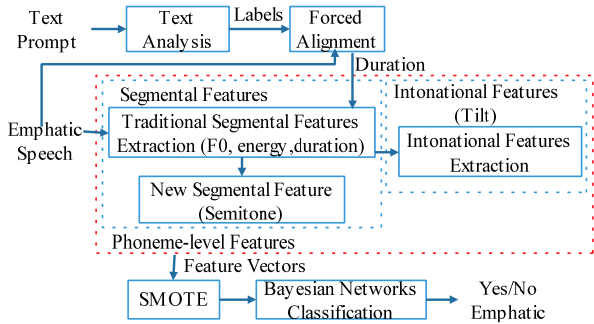 Text
Prompt
Text
Analysis
Labels
Forced
Alignment
Duration
Segmental Features
Intonational Features
(Tilt)
Emphatic
Speech
Traditional Segmental Features
Extraction (F0, energy,duration)
Intonational Features
Extraction
New Segmental Feature
(Semitone)
Phoneme-level Features
Feature Vectors
SMOTE
Bayesian Networks
Classification
Yes/No
Emphatic